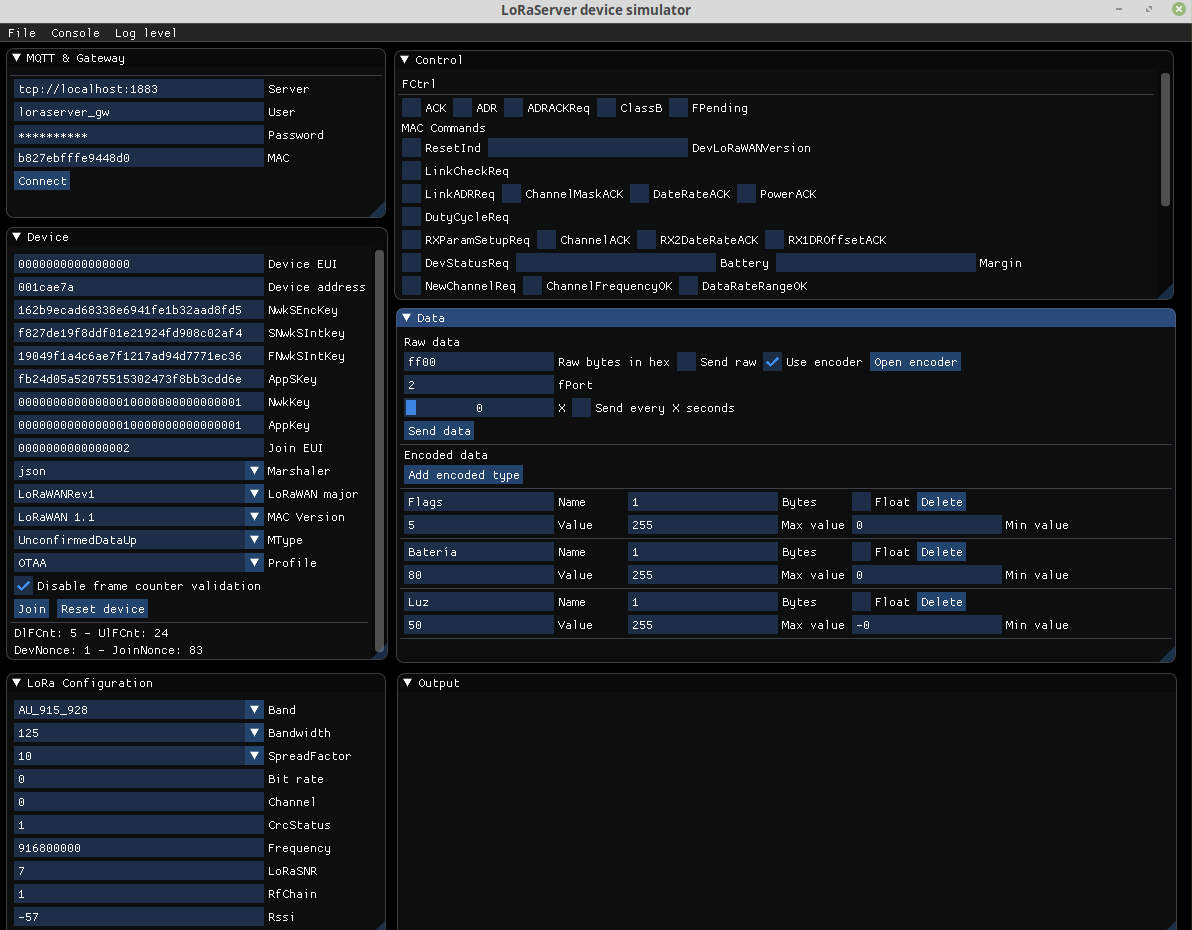 LoRaServer device simulator
File Console Log level
MQTT & Gateway
tcp://localhost:1883 Server
loraserver_gw User
********** Password
b827ebfffe9448d0 MAC
Connect
Device
0000000000000000 Device EUI
001cae7a Device address
162b9ecad68338e6941fe1b32aad8fd5 NwkSEncKey
f827de19f8ddf01e21924fd908c02af4 SNwkSIntkey
19049f1a4c6ae7f1217ad94d7771ec36 FNwkSIntKey
fb24d05a52075515302473f8bb3cdd6e AppSKey
00000000000000010000000000000001 NwkKey
00000000000000010000000000000001 AppKey
0000000000000002 Join EUI
json Marshaler
LoRaWANRev1 LoRaWAN major
LoRaWAN 1.1 MAC Version
UnconfirmedDataUp MType
OTAA Profile
Disable frame counter validation
Join Reset device
DlFCnt: 5 - UlFCnt: 24
DevNonce: 1 - JoinNonce: 83
LoRa Configuration
AU_915_928 Band
125 Bandwidth
10 SpreadFactor
0 Bit rate
0 Channel
1 CrcStatus
916800000 Frequency
7 LoRaSNR
1 RfChain
-57 Rssi
Control
FCtrl
ACK ADR ADRACKReq ClassB FPending
MAC Commands
ResetInd DevLoRaWANVersion
LinkCheckReq
LinkADRReq ChannelMaskACK DateRateACK PowerACK
DutyCycleReq
RXParamSetupReq ChannelACK RX2DateRateACK RX1DROffsetACK
DevStatusReq Battery Margin
NewChannelReq ChannelFrequencyOK DataRateRangeOK
Data
Raw data
ff00 Raw bytes in hex Send raw Use encoder Open encoder
2 fPort
0 X Send every X seconds
Send data
Encoded data
Add encoded type
Flags Name 1 Bytes Float Delete
5 Value 255 Max value 0 Min value
Batería Name 1 Bytes Float Delete
80 Value 255 Max value 0 Min value
Luz Name 1 Bytes Float Delete
50 Value 255 Max value -0 Min value
Output